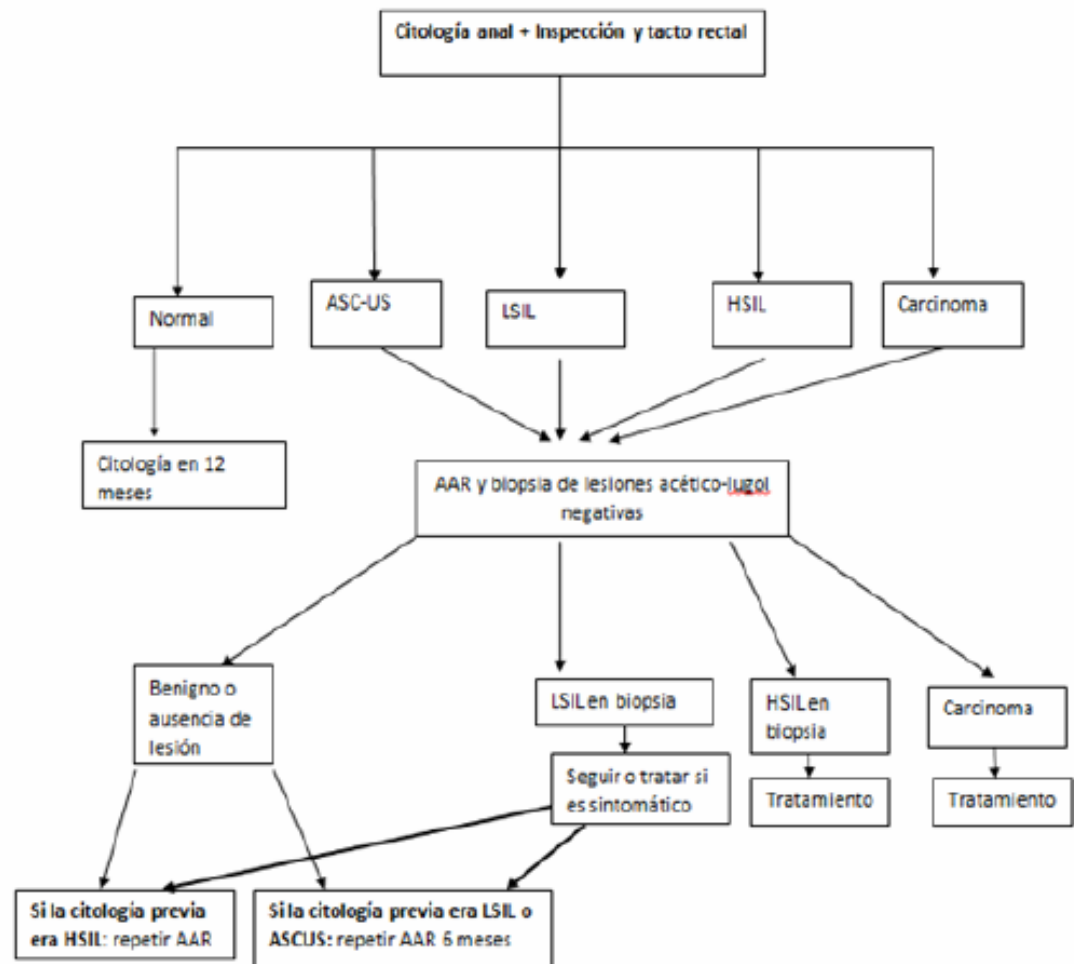 Citología anal + Inspección y tacto rectal
Normal
ASC-US
LSIL
HSIL
Carcinoma
Citología en 12
meses
AAR y biopsia de lesiones acético-lugol
negativas
Benigno o
ausencia de
lesión
LSIL en biopsia
HSIL en
biopsia
Carcinoma
Seguir o tratar si
es sintomático
Tratamiento
Tratamiento
Si la citología previa
era HSIL: repetir AAR
Si la citología previa era LSIL o
ASCUS: repetir AAR 6 meses